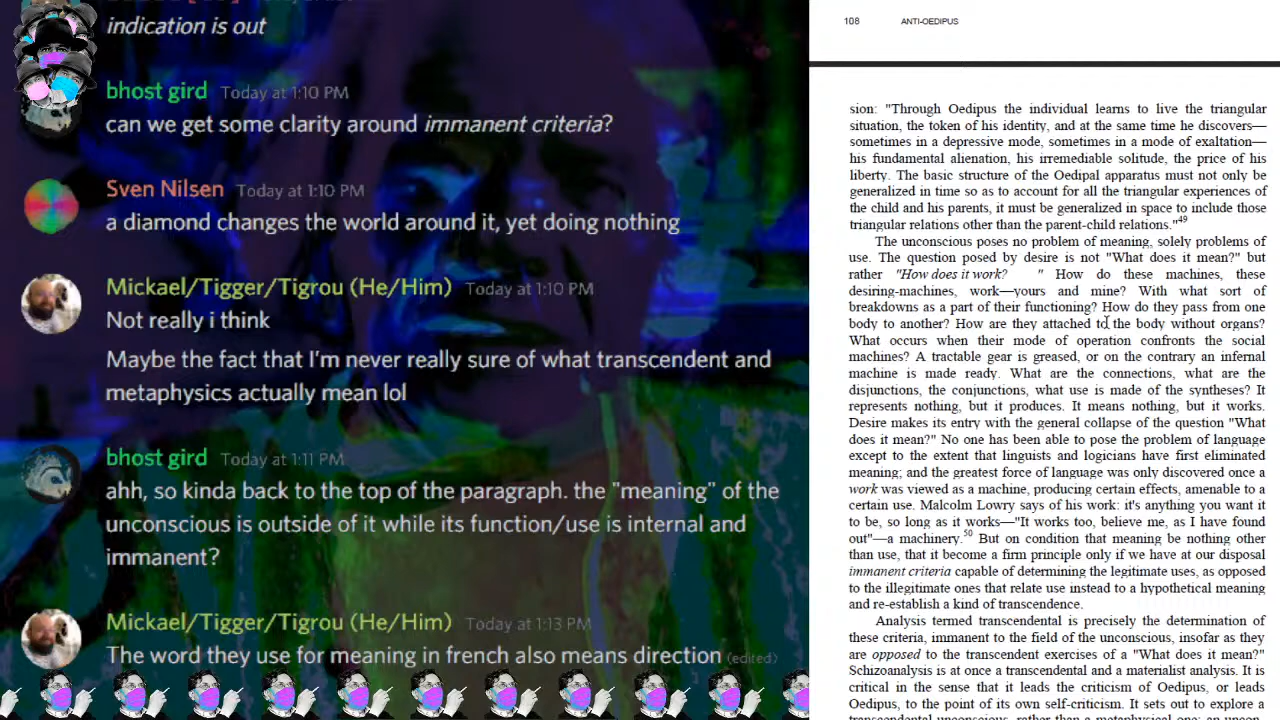 indication is out
bhost gird Today at 1:10 PM
can we get some clarity around immanent criteria?
Sven Nilsen Today at 1:10 PM
a diamond changes the world around it, yet doing nothing
Mickael/Tigger/Tigrou (He/Him) Today at 1:10 PM
Not really i think
Maybe the fact that I'm never really sure of what transcendent and
metaphysics actually mean lol
bhost gird Today at 1:11 PM
ahh, so kinda back to the top of the paragraph. the "meaning" of the
unconscious is outside of it while its function/use is internal and
immanent?
Mickael/Tigger/Tigrou (He/Him) Today at 1:13 PM
The word they use for meaning in french also means direction (edited)
108 ANTI-OEDIPUS
sion: "Through Oedipus the individual learns to live the triangular
situation, the token of his identity, and at the same time he discovers—
sometimes in a depressive mode, sometimes in a mode of exaltation—
his fundamental alienation, his irremediable solitude, the price of his
liberty. The basic structure of the Oedipal apparatus must not only be
generalized in time so as to account for all the triangular experiences of
the child and his parents, it must be generalized in space to include those
triangular relations other than the parent-child relations."49
The unconscious poses no problem of meaning, solely problems of
use. The question posed by desire is not "What does it mean?" but
rather "How does it work? " How do these machines, these
desiring-machines, work—yours and mine? With what sort of
breakdowns as a part of their functioning? How do they pass from one
body to another? How are they attached to the body without organs?
What occurs when their mode of operation confronts the social
machines? A tractable gear is greased, or on the contrary an infernal
machine is made ready. What are the connections, what are the
disjunctions, the conjunctions, what use is made of the syntheses? It
represents nothing, but it produces. It means nothing, but it works.
Desire makes its entry with the general collapse of the question "What
does it mean?" No one has been able to pose the problem of language
except to the extent that linguists and logicians have first eliminated
meaning; and the greatest force of language was only discovered once a
work was viewed as a machine, producing certain effects, amenable to a
certain use. Malcolm Lowry says of his work: it's anything you want it
to be, so long as it works—"It works too, believe me, as I have found
out"—a machinery.50 But on condition that meaning be nothing other
than use, that it become a firm principle only if we have at our disposal
immanent criteria capable of determining the legitimate uses, as opposed
to the illegitimate ones that relate use instead to a hypothetical meaning
and re-establish a kind of transcendence.
Analysis termed transcendental is precisely the determination of
these criteria, immanent to the field of the unconscious, insofar as they
are opposed to the transcendent exercises of a "What does it mean?"
Schizoanalysis is at once a transcendental and a materialist analysis. It is
critical in the sense that it leads the criticism of Oedipus, or leads
Oedipus, to the point of its own self-criticism. It sets out to explore a
transcendental unconscious, rather than a metaphysical one; an uncon-